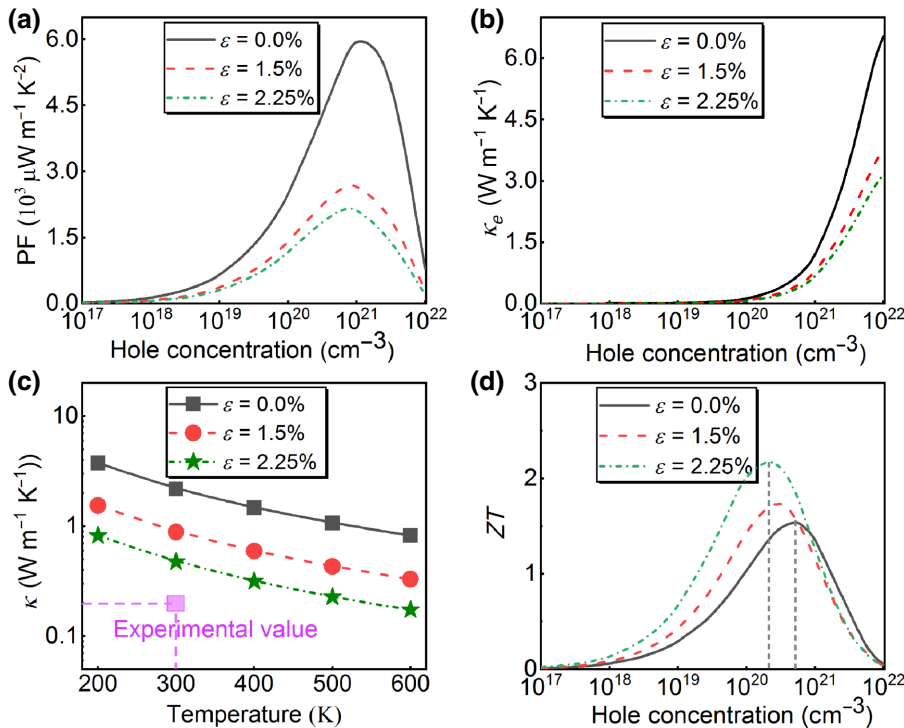 (a)
6.0
4.5
3.0
1.5
0.0
PF (10³ μW m⁻¹ K⁻²)
ε = 0.0%
ε = 1.5%
ε = 2.25%
10¹⁷ 10¹⁸ 10¹⁹ 10²⁰ 10²¹ 10²²
Hole concentration (cm⁻³)
(b)
6.0
4.5
3.0
1.5
0.0
κₑ (W m⁻¹ K⁻¹)
ε = 0.0%
ε = 1.5%
ε = 2.25%
10¹⁷ 10¹⁸ 10¹⁹ 10²⁰ 10²¹ 10²²
Hole concentration (cm⁻³)
(c)
10
1
0.1
κ (W m⁻¹ K⁻¹))
ε = 0.0%
ε = 1.5%
ε = 2.25%
Experimental value
200 300 400 500 600
Temperature (K)
(d)
3
2
1
0
ZT
ε = 0.0%
ε = 1.5%
ε = 2.25%
10¹⁷ 10¹⁸ 10¹⁹ 10²⁰ 10²¹ 10²²
Hole concentration (cm⁻³)